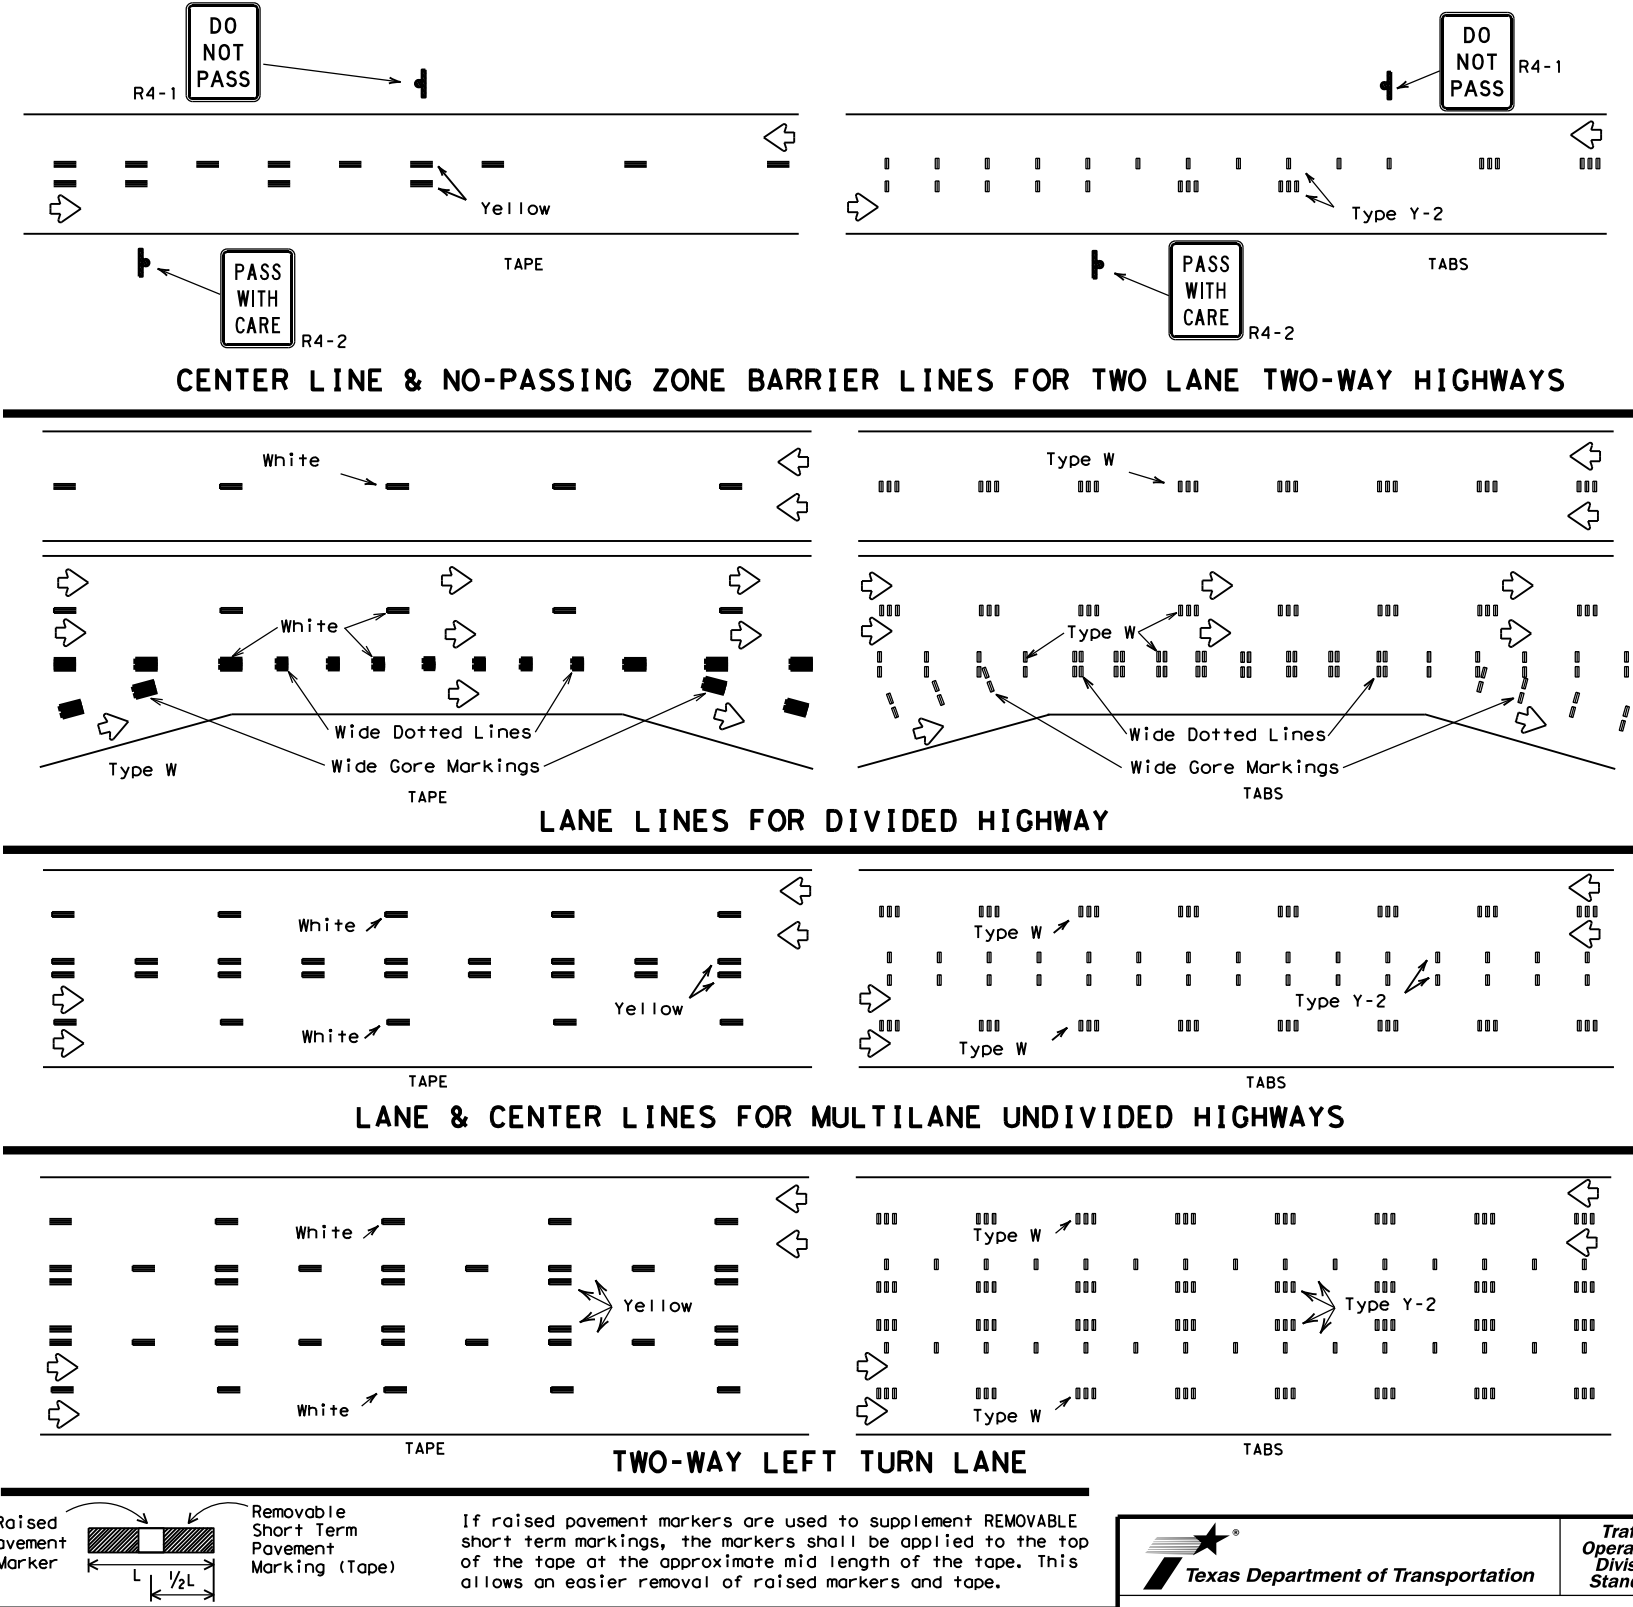 DO
NOT
PASS
R4-1
Yellow
TAPE
PASS
WITH
CARE
R4-2
DO
NOT
PASS
R4-1
Type Y-2
TABS
PASS
WITH
CARE
R4-2
CENTER LINE & NO-PASSING ZONE BARRIER LINES FOR TWO LANE TWO-WAY HIGHWAYS
White
White
Wide Dotted Lines
Wide Gore Markings
Type W
TAPE
Type W
Type W
Wide Dotted Lines
Wide Gore Markings
TABS
LANE LINES FOR DIVIDED HIGHWAY
White
Yellow
White
TAPE
Type W
Type Y-2
Type W
TABS
LANE & CENTER LINES FOR MULTILANE UNDIVIDED HIGHWAYS
White
Yellow
White
TAPE
Type W
Type Y-2
Type W
TABS
TWO-WAY LEFT TURN LANE
Raised
Pavement
Marker
L
½L
Removable
Short Term
Pavement
Marking (Tape)
If raised pavement markers are used to supplement REMOVABLE
short term markings, the markers shall be applied to the top
of the tape at the approximate mid length of the tape. This
allows an easier removal of raised markers and tape.
®
Texas Department of Transportation